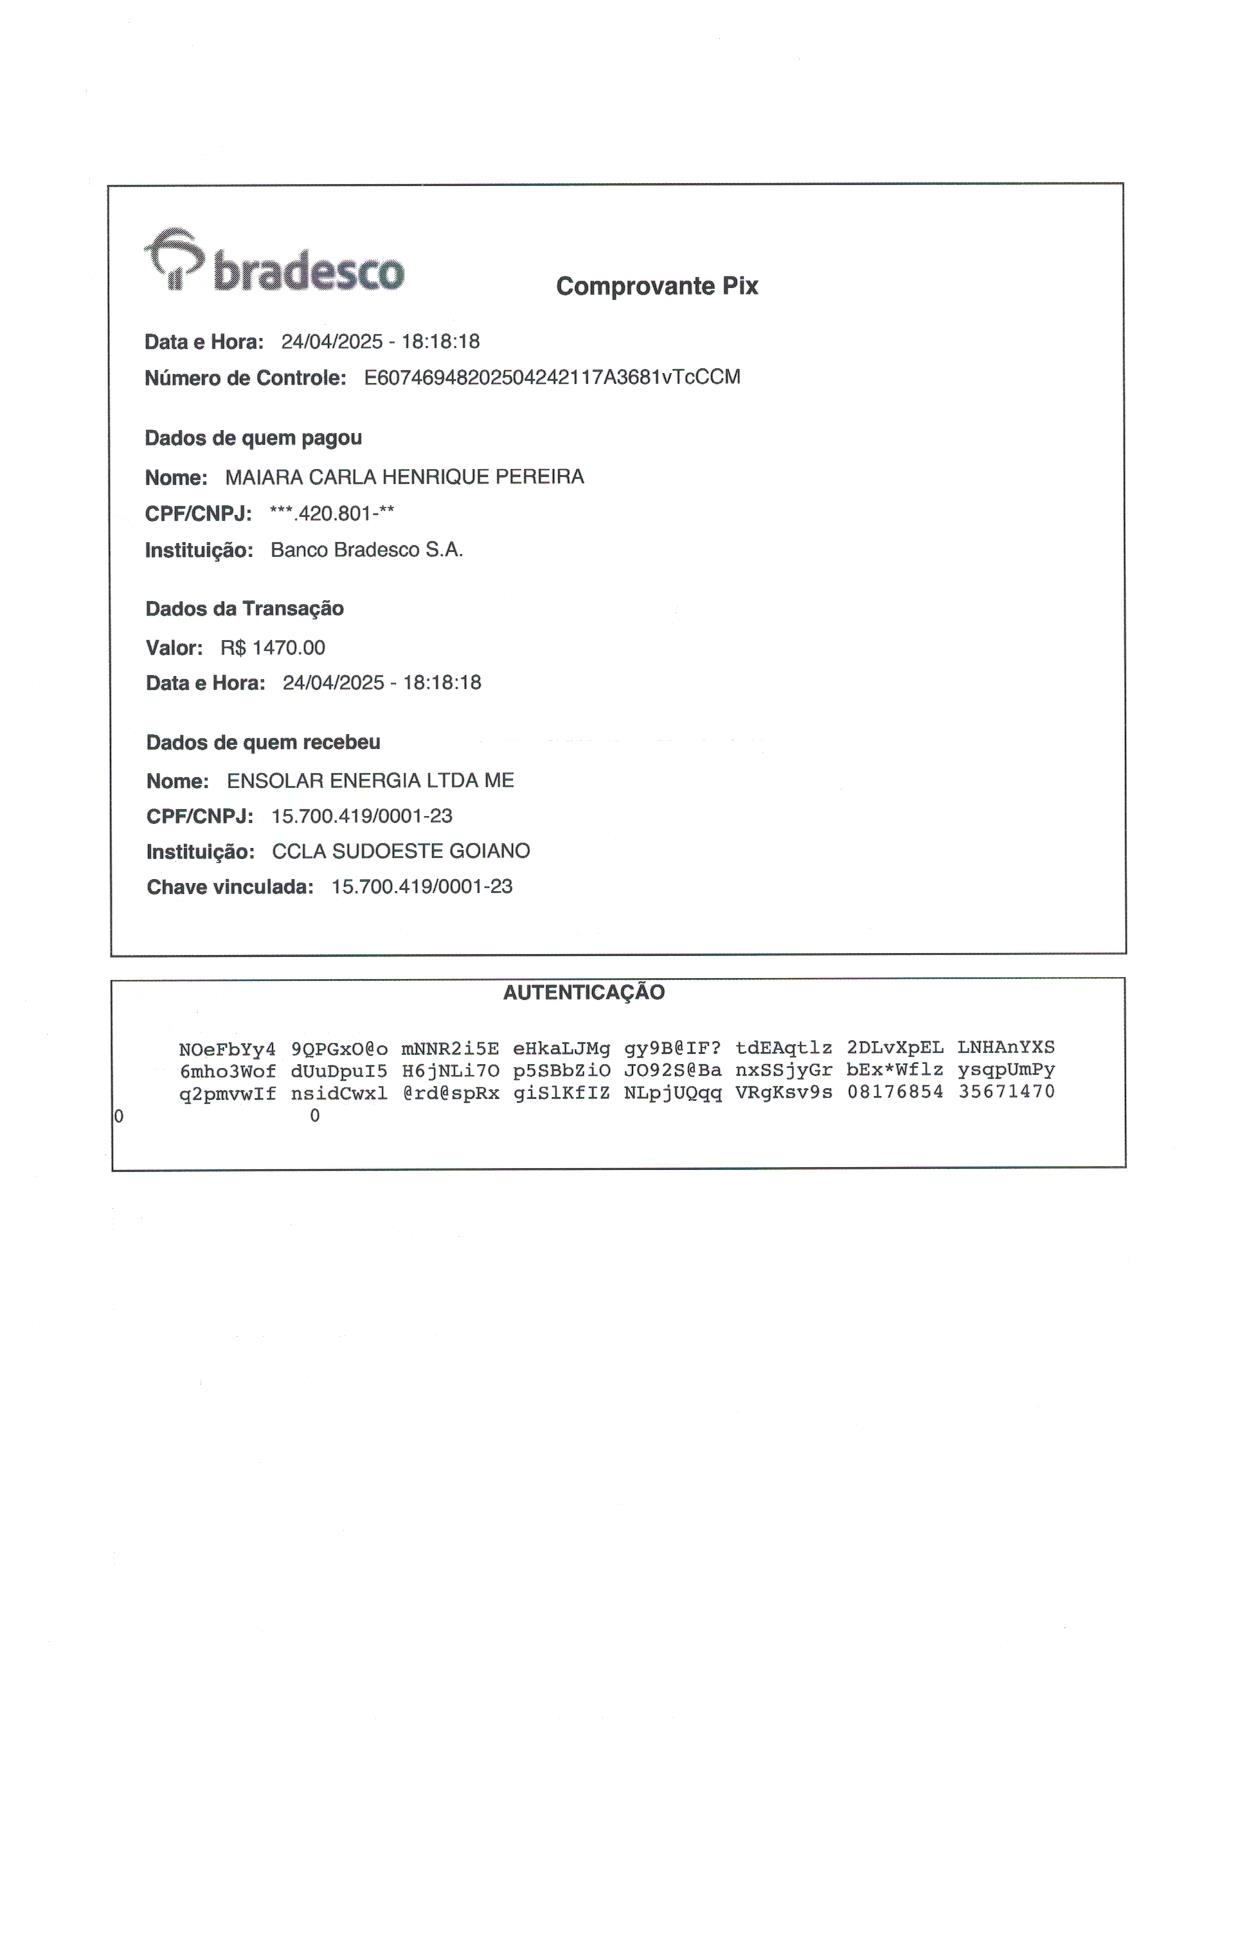 bradesco
Comprovante Pix
Data e Hora: 24/04/2025 - 18:18:18
Número de Controle: E60746948202504242117A3681vTcCCM
Dados de quem pagou
Nome: MAIARA CARLA HENRIQUE PEREIRA
CPF/CNPJ: ***.420.801-**
Instituição: Banco Bradesco S.A.
Dados da Transação
Valor: R$ 1470.00
Data e Hora: 24/04/2025 - 18:18:18
Dados de quem recebeu
Nome: ENSOLAR ENERGIA LTDA ME
CPF/CNPJ: 15.700.419/0001-23
Instituição: CCLA SUDOESTE GOIANO
Chave vinculada: 15.700.419/0001-23
AUTENTICAÇÃO
NOeFbYy4 9QPGxO@o mNNR2i5E eHkaLJMg gy9B@IF? tdEAqtlz 2DLvXpEL LNHAnYXS
6mho3Wof dUuDpuI5 H6jNLi7O p5SBbZiO JO92S@Ba nxSSjyGr bEx*Wflz ysqpUmPy
q2pmvwIf nsidCwxl @rd@spRx giSlKfIZ NLpjUQqq VRgKsv9s 08176854 35671470
0 0